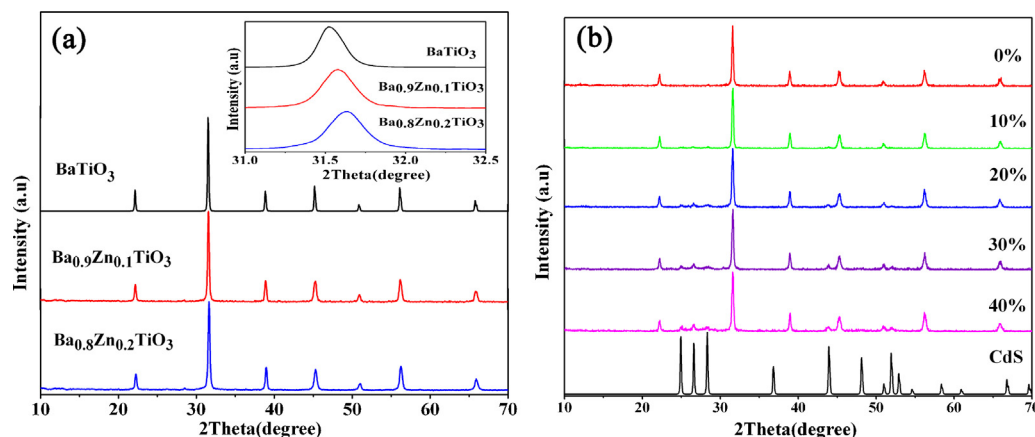 (a)
Intensity (a.u)
BaTiO3
Ba0.9Zn0.1TiO3
Ba0.8Zn0.2TiO3
10 20 30 40 50 60 70
2Theta(degree)
Intensity (a.u)
BaTiO3
Ba0.9Zn0.1TiO3
Ba0.8Zn0.2TiO3
31.0 31.5 32.0 32.5
2Theta(degree)
(b)
Intensity (a.u)
0%
10%
20%
30%
40%
CdS
10 20 30 40 50 60 70
2Theta(degree)